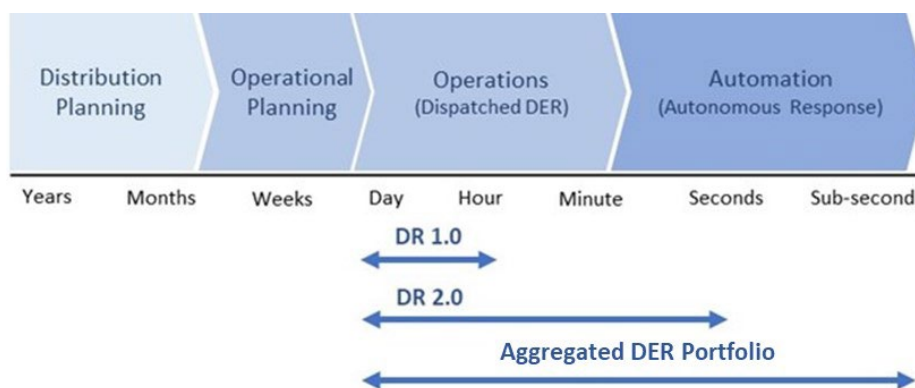 Distribution
Planning
Operational
Planning
Operations
(Dispatched DER)
Automation
(Autonomous Response)
Years Months Weeks Day Hour Minute Seconds Sub-second
DR 1.0
DR 2.0
Aggregated DER Portfolio